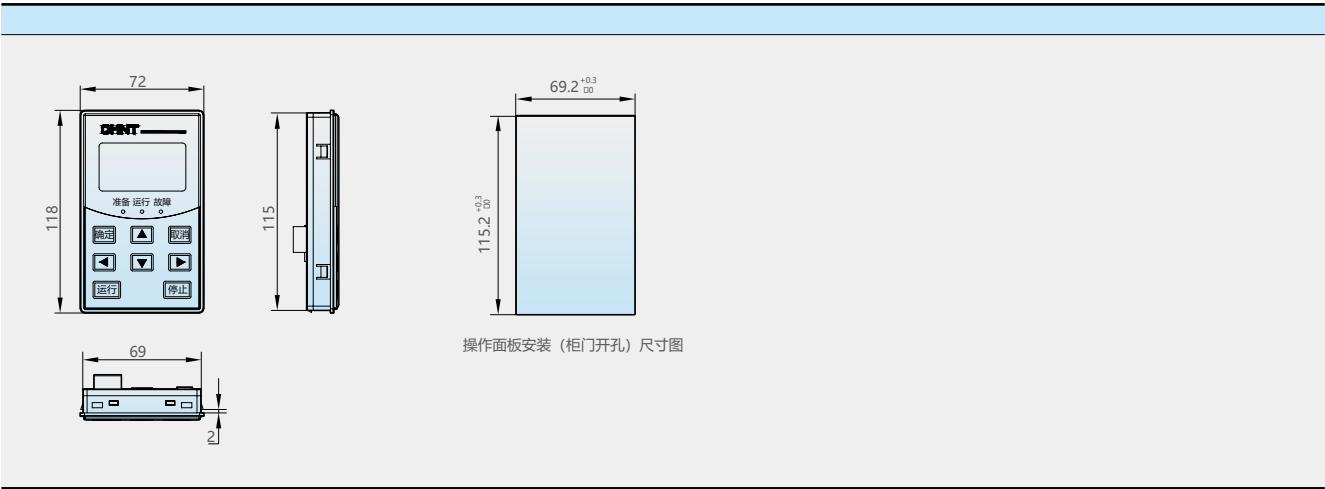 72
118
CHNT
准备 运行 故障
确定
取消
运行
停止
115
69
2
69.2 +0.3
115.2 +0.3
操作面板安装（柜门开孔）尺寸图